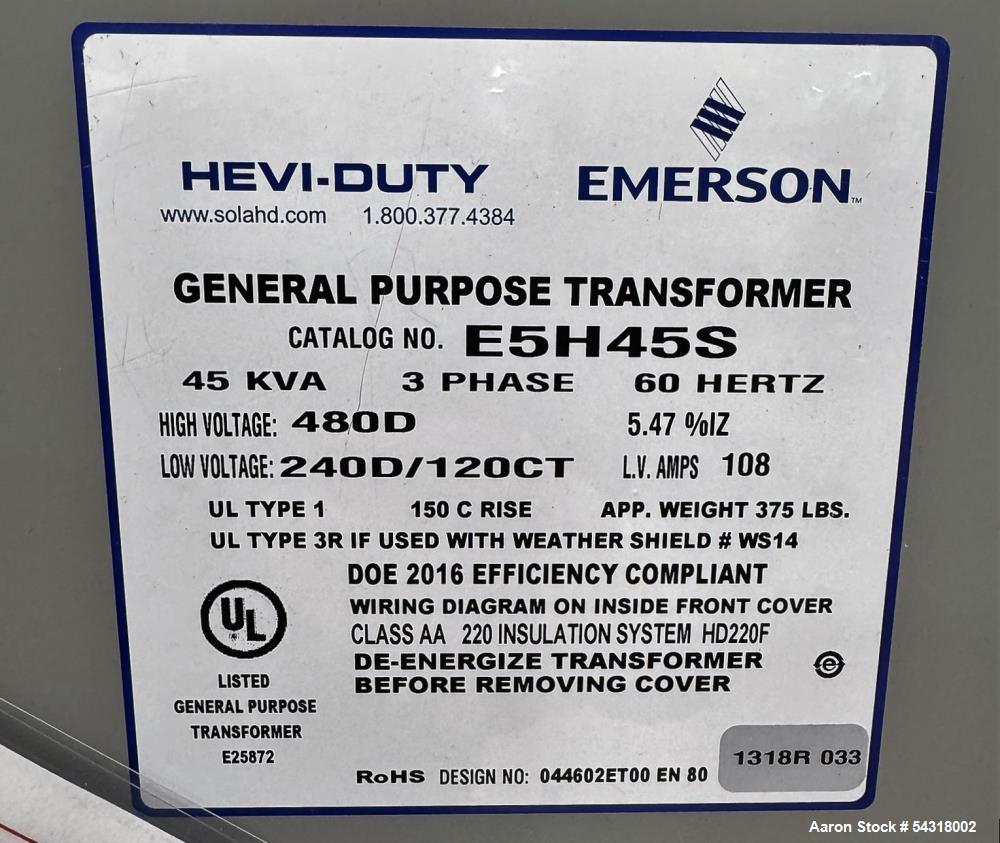 HEVI-DUTY
EMERSON™
www.solahd.com 1.800.377.4384
GENERAL PURPOSE TRANSFORMER
CATALOG NO. E5H45S
45 KVA 3 PHASE 60 HERTZ
HIGH VOLTAGE: 480D 5.47 %IZ
LOW VOLTAGE: 240D/120CT L.V. AMPS 108
UL TYPE 1 150 C RISE APP. WEIGHT 375 LBS.
UL TYPE 3R IF USED WITH WEATHER SHIELD # WS14
DOE 2016 EFFICIENCY COMPLIANT
WIRING DIAGRAM ON INSIDE FRONT COVER
CLASS AA 220 INSULATION SYSTEM HD220F
DE-ENERGIZE TRANSFORMER
BEFORE REMOVING COVER
UL
LISTED
GENERAL PURPOSE
TRANSFORMER
E25872
RoHS DESIGN NO: 044602ET00 EN 80
1318R 033
Aaron Stock # 54318002